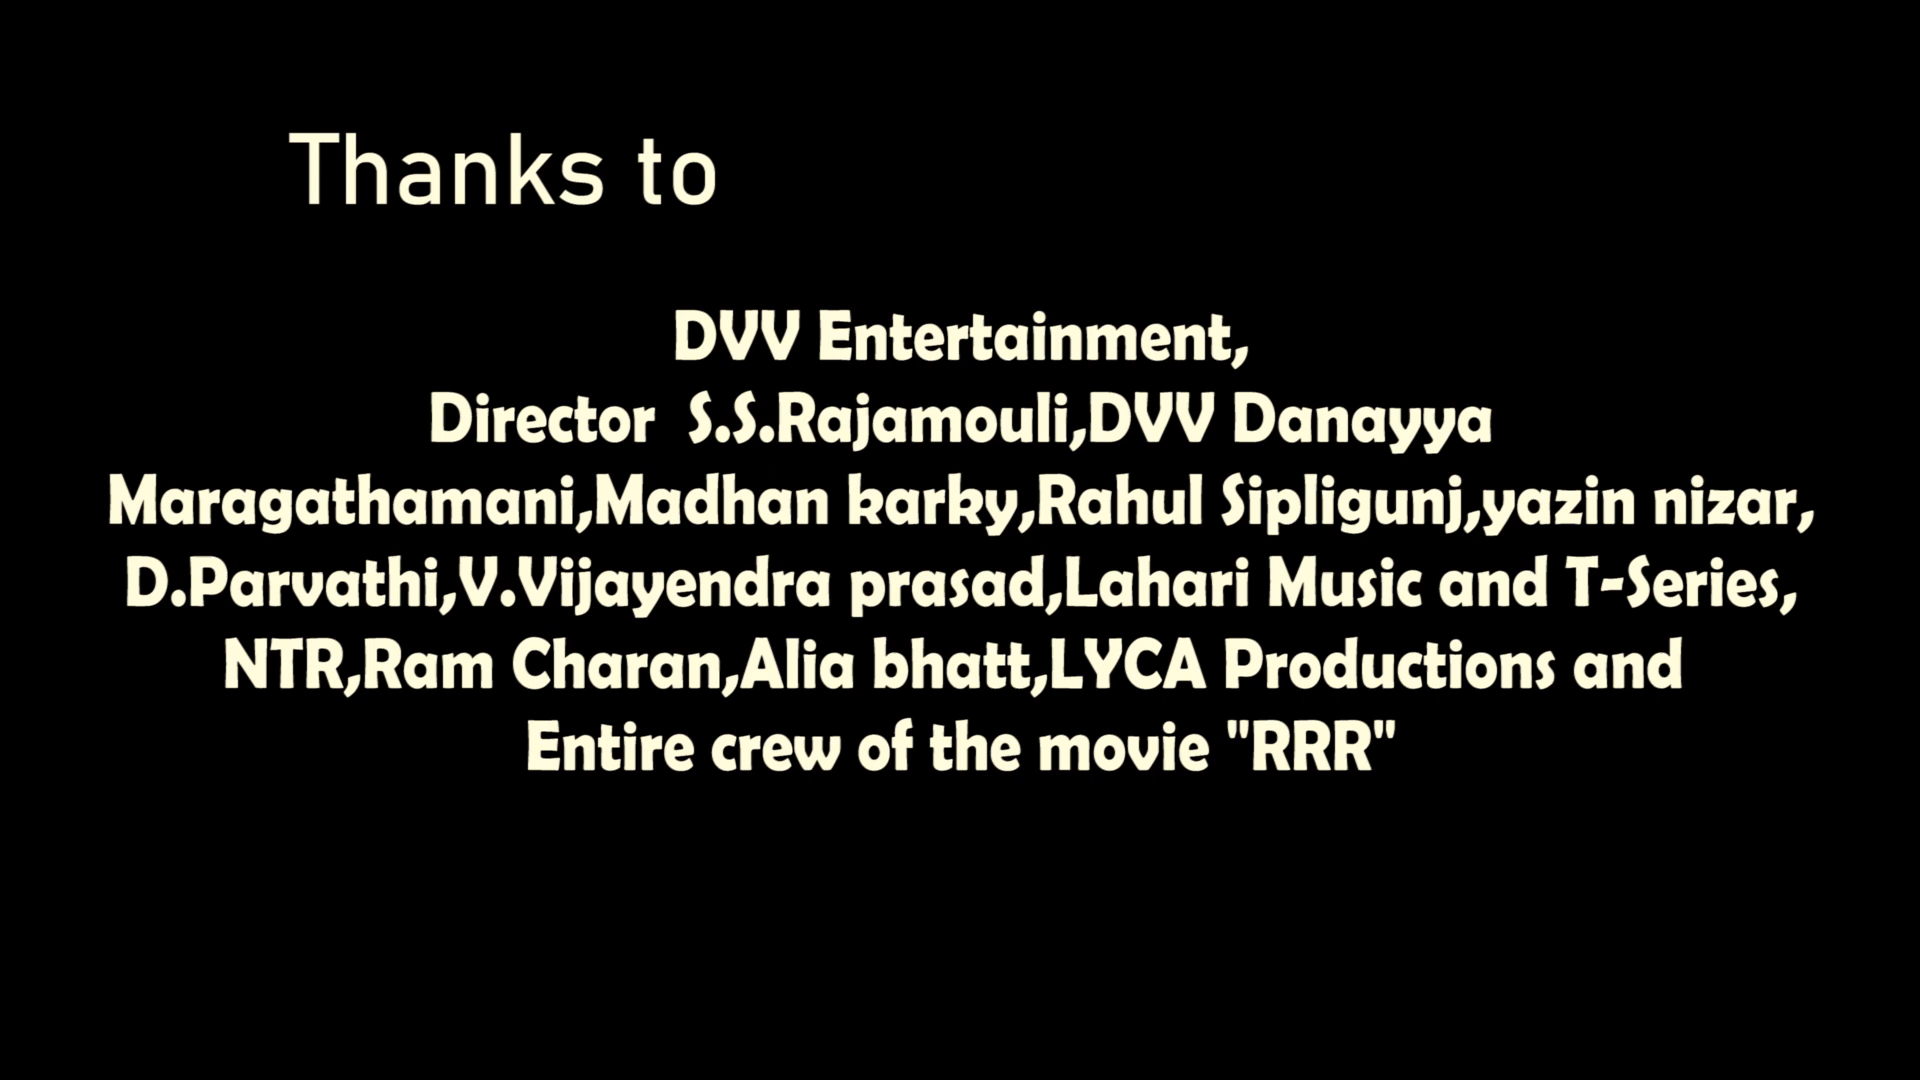 Thanks to
DVV Entertainment,
Director  S.S.Rajamouli,DVV Danayya
Maragathamani,Madhan karky,Rahul Sipligunj,yazin nizar,
D.Parvathi,V.Vijayendra prasad,Lahari Music and T-Series,
NTR,Ram Charan,Alia bhatt,LYCA Productions and
Entire crew of the movie "RRR"